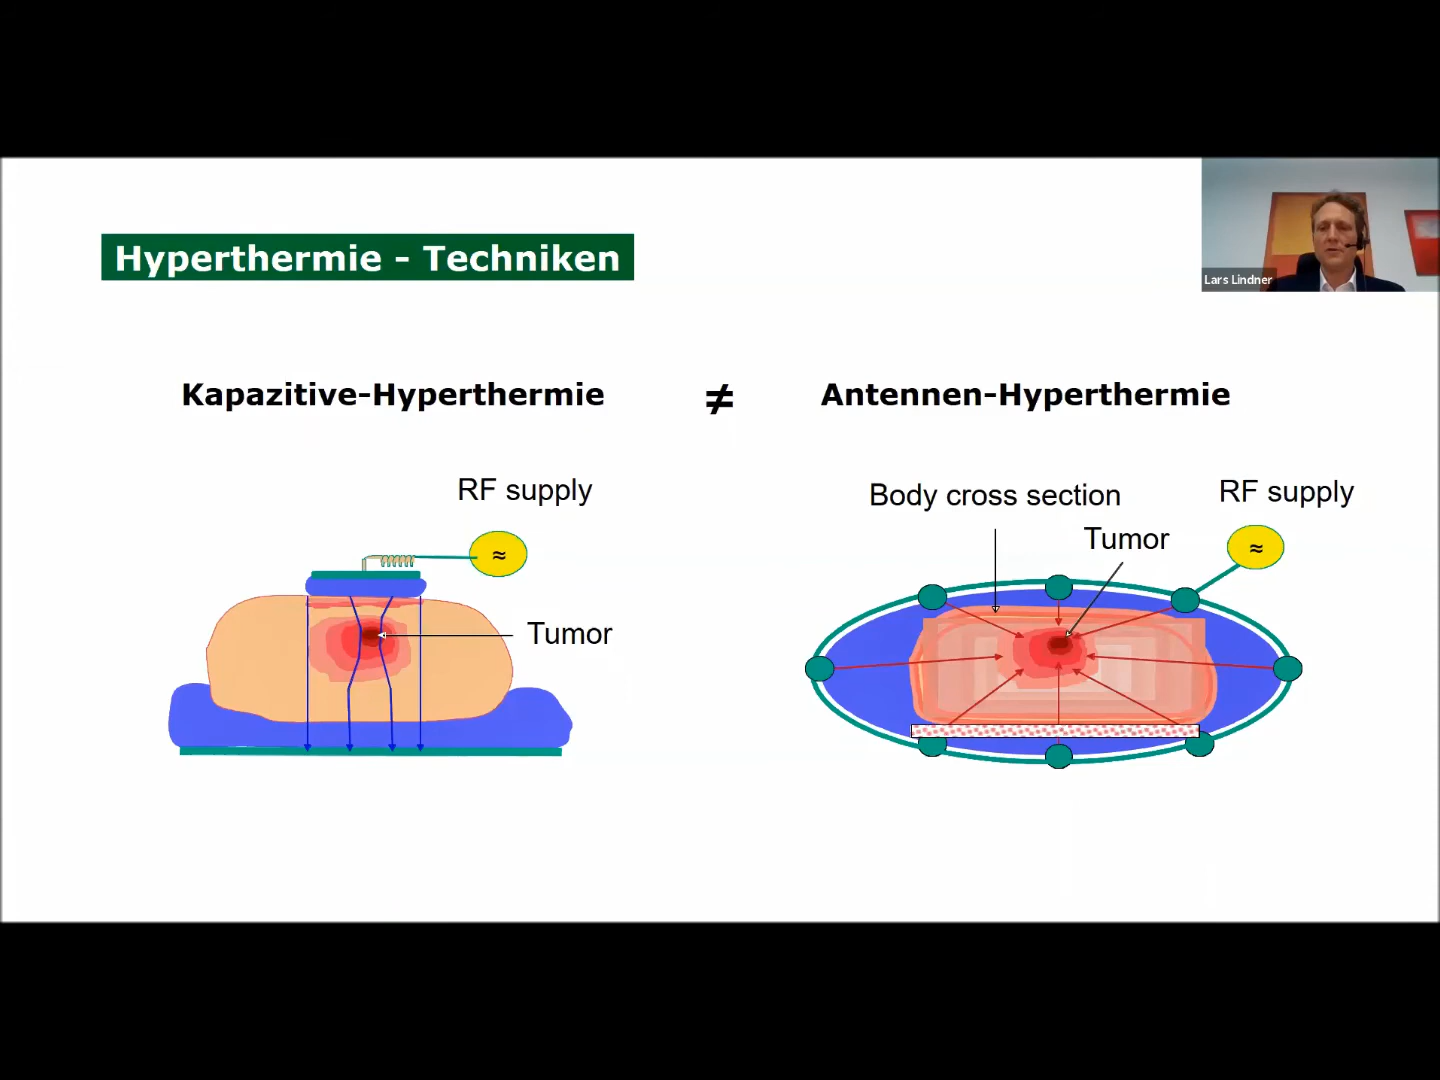 Hyperthermie - Techniken
Lars Lindner
Kapazitive-Hyperthermie ≠ Antennen-Hyperthermie
RF supply
≈
Tumor
Body cross section
RF supply
Tumor
≈